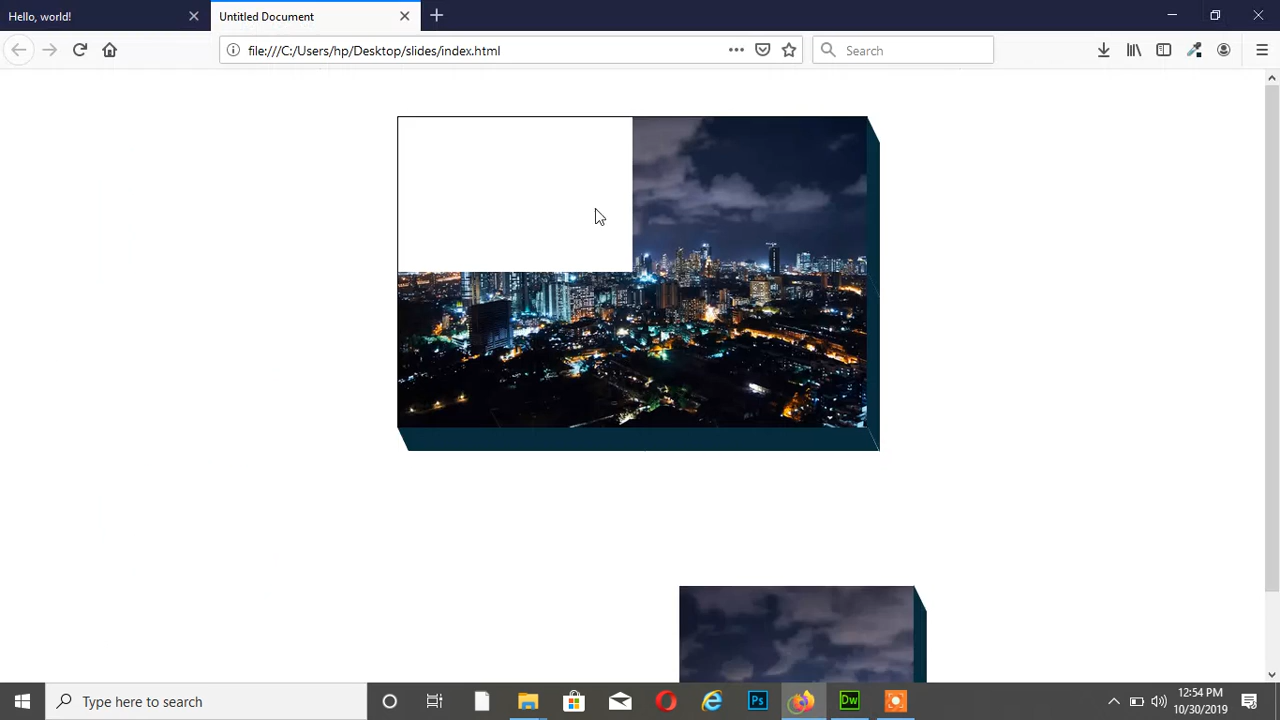 Hello, world!
Untitled Document
file:///C:/Users/hp/Desktop/slides/index.html
Search
Type here to search
Ps
Dw
12:54 PM
10/30/2019